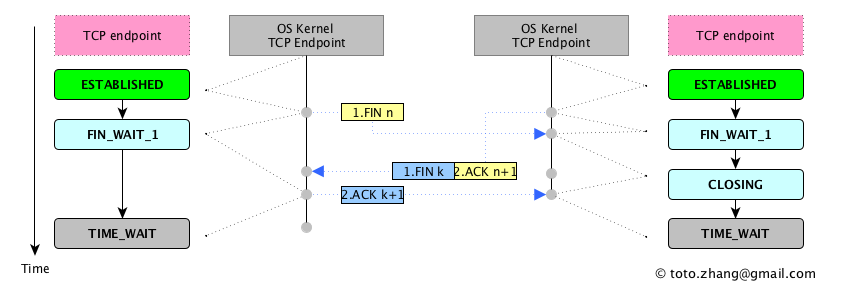 TCP endpoint
OS Kernel
TCP Endpoint
OS Kernel
TCP Endpoint
TCP endpoint
ESTABLISHED
ESTABLISHED
1.FIN n
FIN_WAIT_1
FIN_WAIT_1
1.FIN k
2.ACK n+1
CLOSING
2.ACK k+1
TIME_WAIT
TIME_WAIT
Time
© toto.zhang@gmail.com